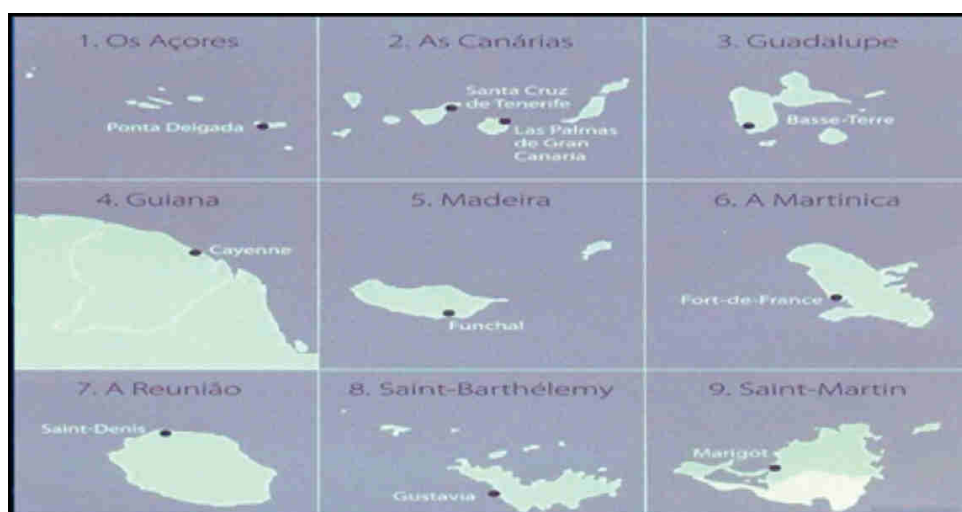 1. Os Açores
Ponta Delgada
2. As Canárias
Santa Cruz
de Tenerife
Las Palmas
de Gran
Canaria
3. Guadalupe
Basse-Terre
4. Guiana
Cayenne
5. Madeira
Funchal
6. A Martinica
Fort-de-France
7. A Reunião
Saint-Denis
8. Saint-Barthélemy
Gustavia
9. Saint-Martin
Marigot